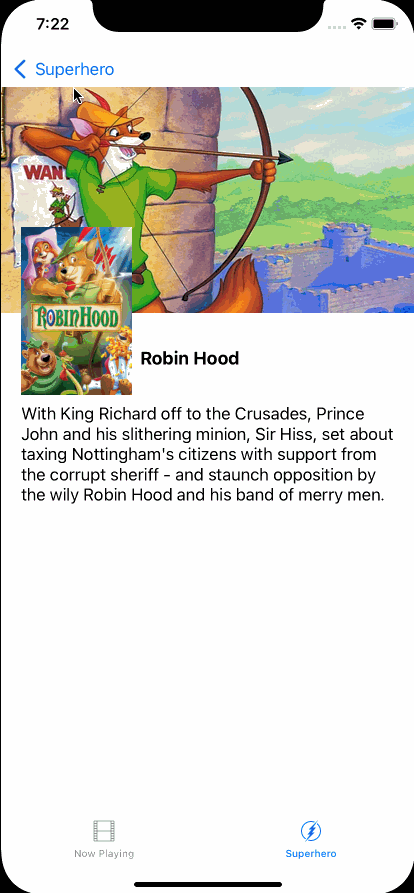 7:22
Superhero
WAN
ROBIN HOOD
Robin Hood
With King Richard off to the Crusades, Prince
John and his slithering minion, Sir Hiss, set about
taxing Nottingham's citizens with support from
the corrupt sheriff - and staunch opposition by
the wily Robin Hood and his band of merry men.
Now Playing
Superhero